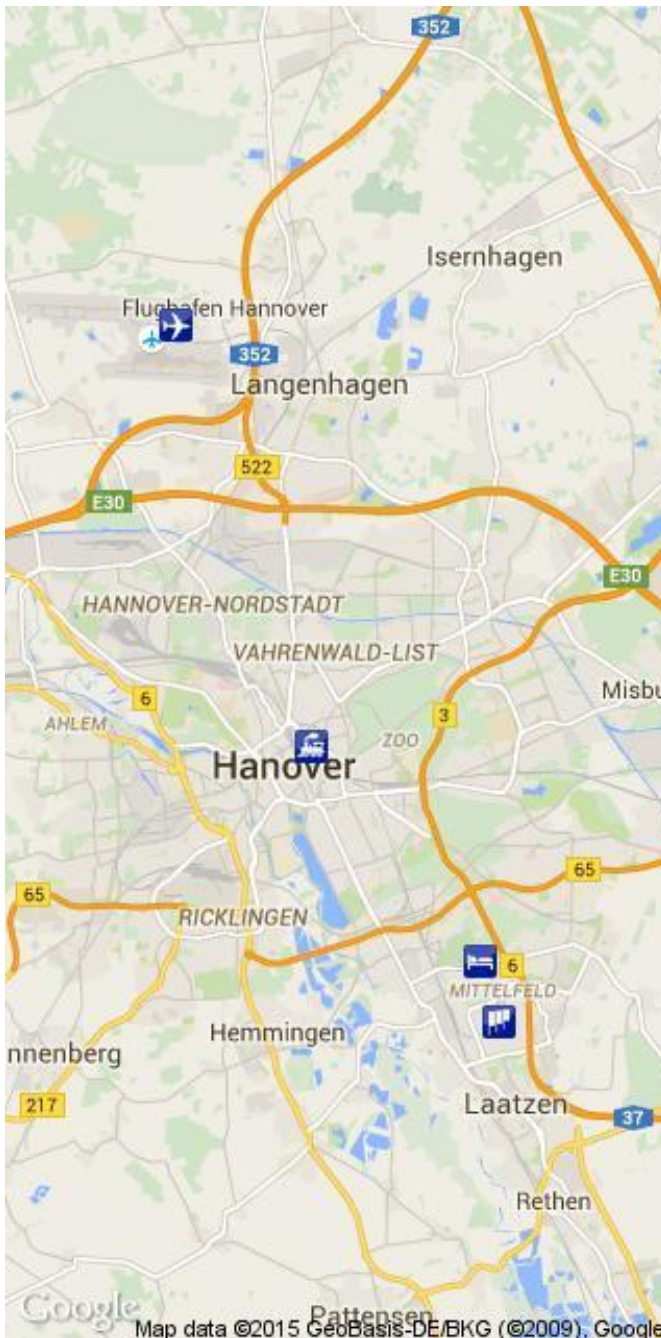 352
Isernhagen
Flughafen Hannover
352
Langenhagen
522
E30
E30
HANNOVER-NORDSTADT
VAHRENWALD-LIST
Misbu
6
3
AHLEM
ZOO
Hanover
65
65
RICKLINGEN
6
MITTELFELD
Hemmingen
nnenberg
217
Laatzen
37
Rethen
Google
Pattensen
Map data ©2015 GeoBasis-DE/BKG (©2009), Google